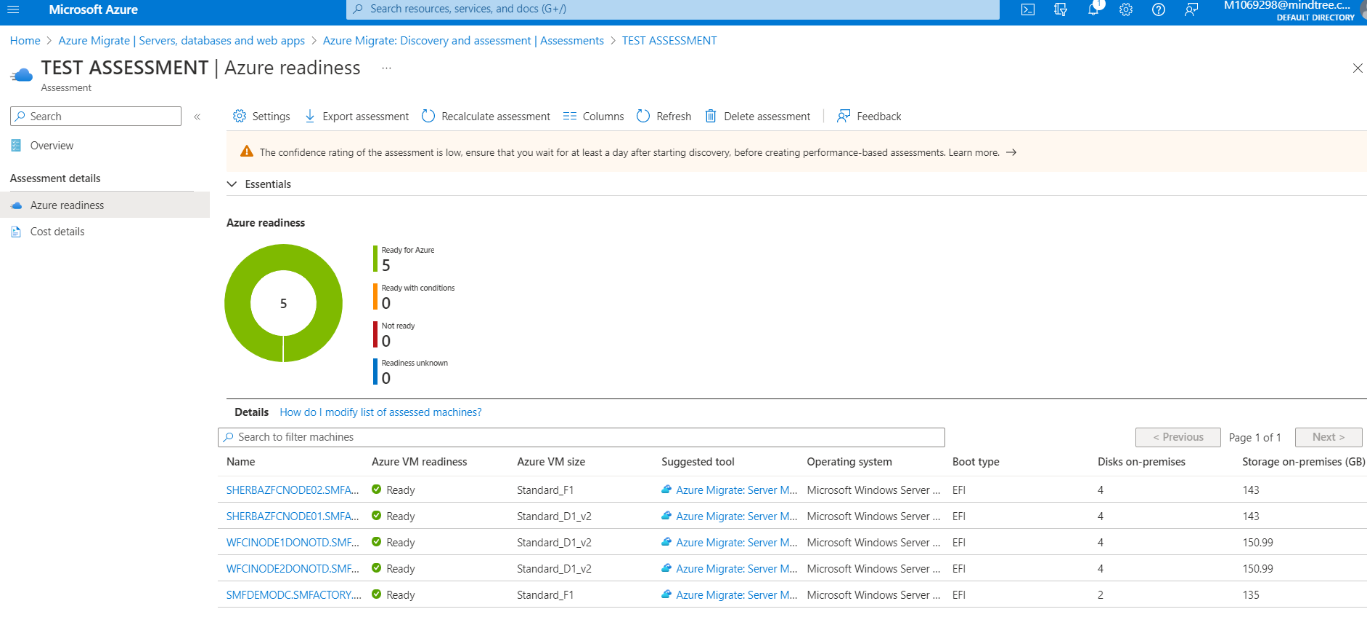 Microsoft Azure
Search resources, services, and docs (G+/)
1
M1069298@mindtree.c...
DEFAULT DIRECTORY
Home > Azure Migrate | Servers, databases and web apps > Azure Migrate: Discovery and assessment | Assessments > TEST ASSESSMENT
TEST ASSESSMENT | Azure readiness ...
Assessment
Search «
Settings Export assessment Recalculate assessment Columns Refresh Delete assessment Feedback
Overview
Assessment details
Azure readiness
Cost details
The confidence rating of the assessment is low, ensure that you wait for at least a day after starting discovery, before creating performance-based assessments. Learn more. →
Essentials
Azure readiness
5
Ready for Azure
5
Ready with conditions
0
Not ready
0
Readiness unknown
0
Details How do I modify list of assessed machines?
Search to filter machines
< Previous Page 1 of 1 Next >
Name Azure VM readiness Azure VM size Suggested tool Operating system Boot type Disks on-premises Storage on-premises (GB)
SHERBAZFCNODE02.SMFA... Ready Standard_F1 Azure Migrate: Server M... Microsoft Windows Server ... EFI 4 143
SHERBAZFCNODE01.SMFA... Ready Standard_D1_v2 Azure Migrate: Server M... Microsoft Windows Server ... EFI 4 143
WFCINODE1DONOTD.SMF... Ready Standard_D1_v2 Azure Migrate: Server M... Microsoft Windows Server ... EFI 4 150.99
WFCINODE2DONOTD.SMF... Ready Standard_D1_v2 Azure Migrate: Server M... Microsoft Windows Server ... EFI 4 150.99
SMFDEMODC.SMFACTORY.... Ready Standard_F1 Azure Migrate: Server M... Microsoft Windows Server ... EFI 2 135